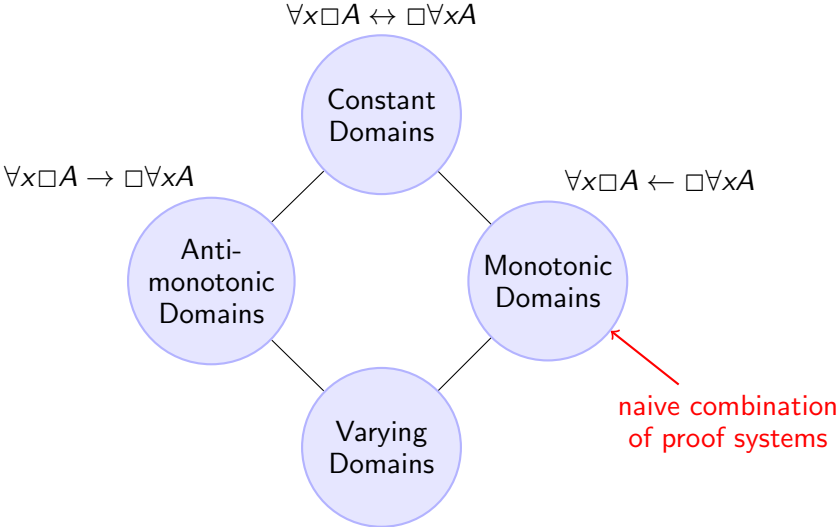 ∀x□A ↔ □∀xA
Constant
Domains
∀x□A → □∀xA
∀x□A ← □∀xA
Anti-
monotonic
Domains
Monotonic
Domains
naive combination
of proof systems
Varying
Domains